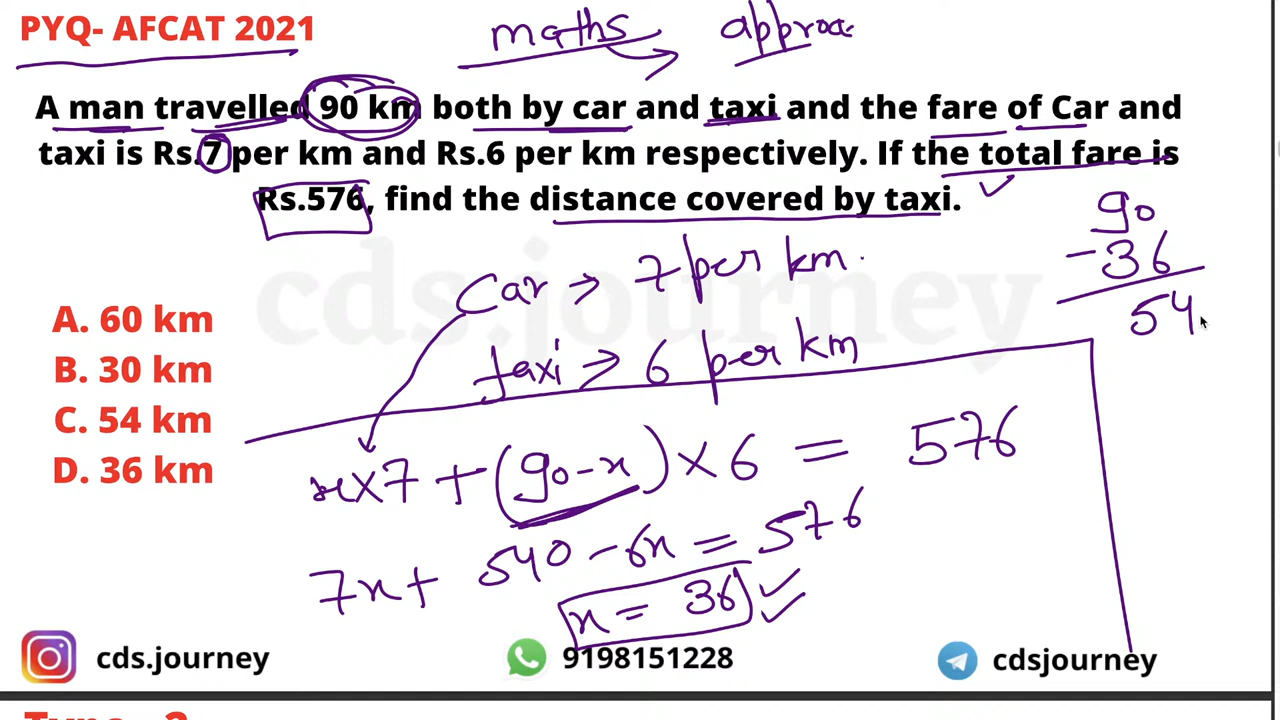 PYQ- AFCAT 2021
maths → approx
A man travelled 90 km both by car and taxi and the fare of Car and
taxi is Rs.7 per km and Rs.6 per km respectively. If the total fare is
Rs.576, find the distance covered by taxi.
90
- 36
54
cds.journey
Car → 7 per km.
taxi > 6 per km
A. 60 km
B. 30 km
C. 54 km
D. 36 km
x×7 + (90-x) × 6 = 576
7x + 540 - 6x = 576
x = 36
cds.journey
9198151228
cdsjourney